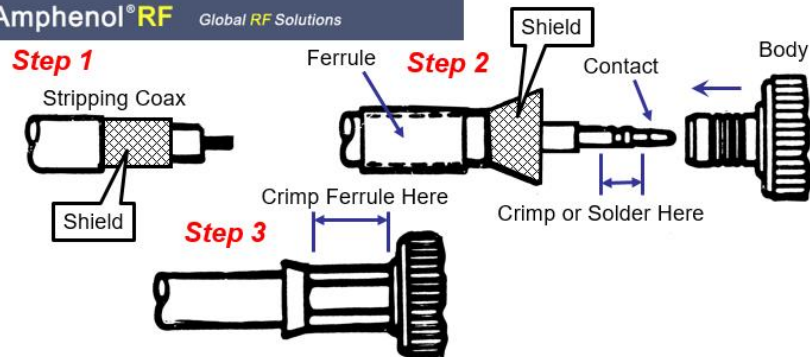 Amphenol®RF Global RF Solutions
Step 1
Stripping Coax
Shield
Step 2
Ferrule
Shield
Contact
Body
Crimp or Solder Here
Step 3
Crimp Ferrule Here